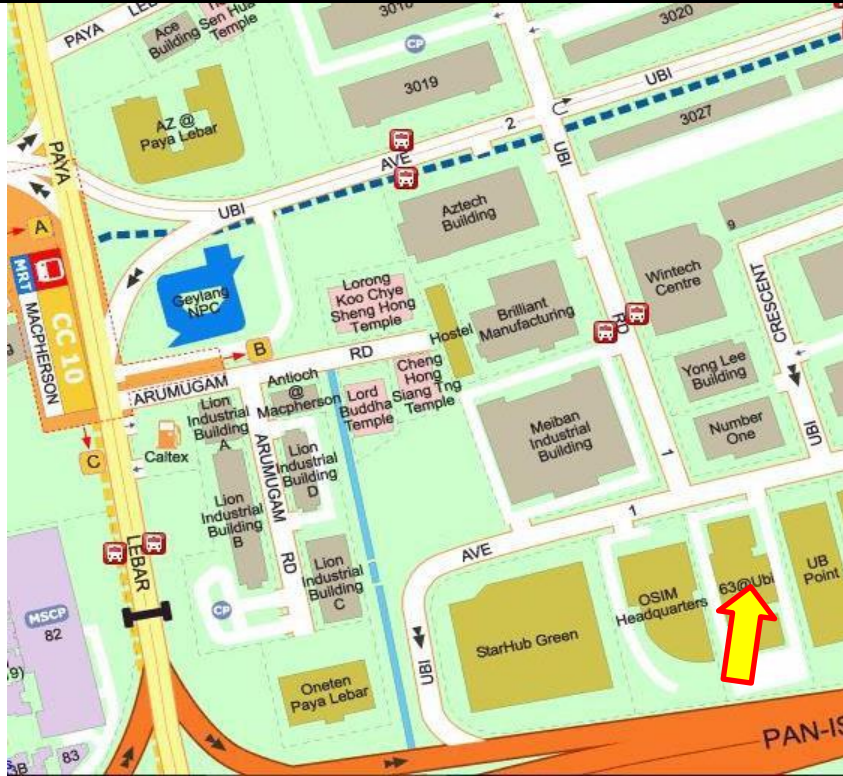 PAYA LEB
Ace
Building
Sen Hua
Temple
3016
CP
3020
3019
UBI
3027
AZ @
Paya Lebar
PAYA
AVE
2
UBI
UBI
Aztech
Building
A
MRT
MACPHERSON
CC 10
Geylang
NPC
Lorong
Koo Chye
Sheng Hong
Temple
Hostel
Brilliant
Manufacturing
RD
Wintech
Centre
9
CRESCENT
UBI
B
ARUMUGAM
RD
Antioch
@
Macpherson
Lord
Buddha
Temple
Cheng
Hong
Siang Tng
Temple
Yong Lee
Building
Number
One
C
Caltex
Lion
Industrial
Building
A
ARUMUGAM
RD
Lion
Industrial
Building
D
Meiban
Industrial
Building
1
Lion
Industrial
Building
B
LEBAR
Lion
Industrial
Building
C
CP
AVE
1
UBI
MSCP
82
StarHub Green
OSIM
Headquarters
63@Ubi
UB
Point
Oneten
Paya Lebar
9)
3B
83
PAN-IS